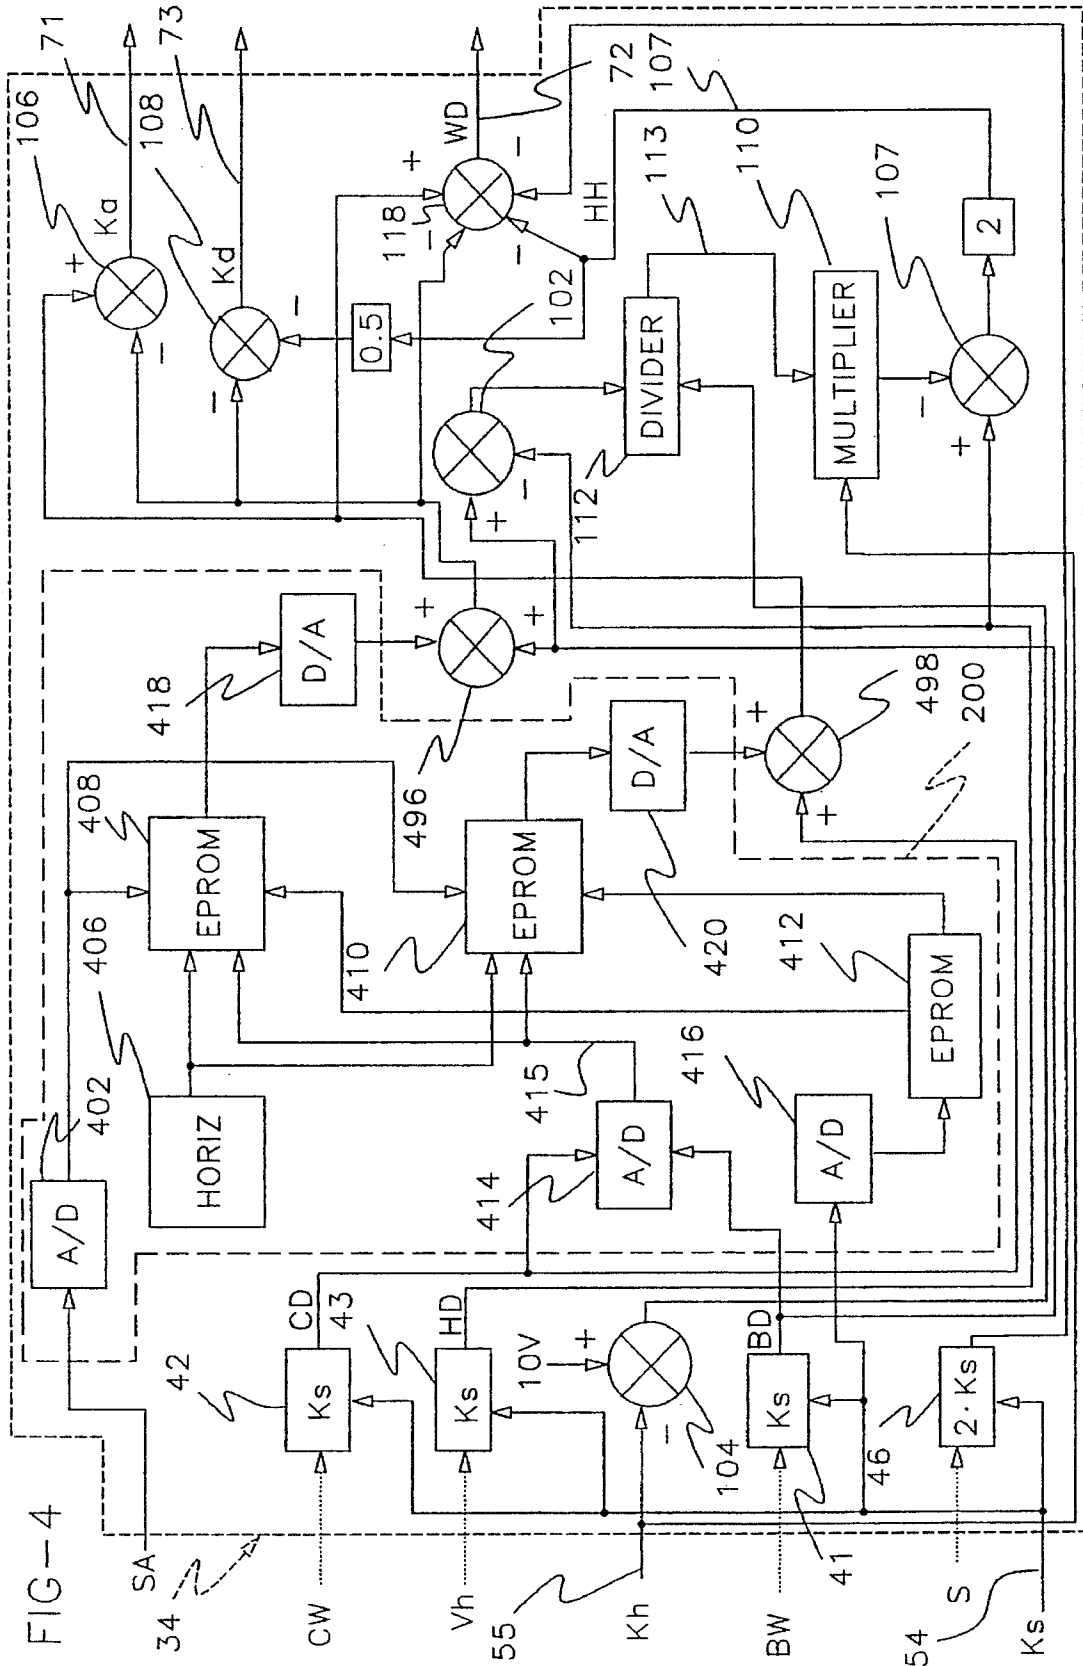 FIG-4
34
SA
CW
Vh
55
Kh
BW
S
54
Ks
42
Ks
CD
43
Ks
HD
10V
+
-
104
Ks
BD
41
46
2·Ks
A/D
402
HORIZ
406
EPROM
408
EPROM
410
A/D
414
415
A/D
416
EPROM
412
D/A
418
D/A
420
+
+
496
+
+
498
200
+
-
102
112
DIVIDER
113
MULTIPLIER
110
-
+
107
2
107
HH
0.5
+
-
106
Ka
71
-
-
108
Kd
73
+
-
-
-
118
WD
72